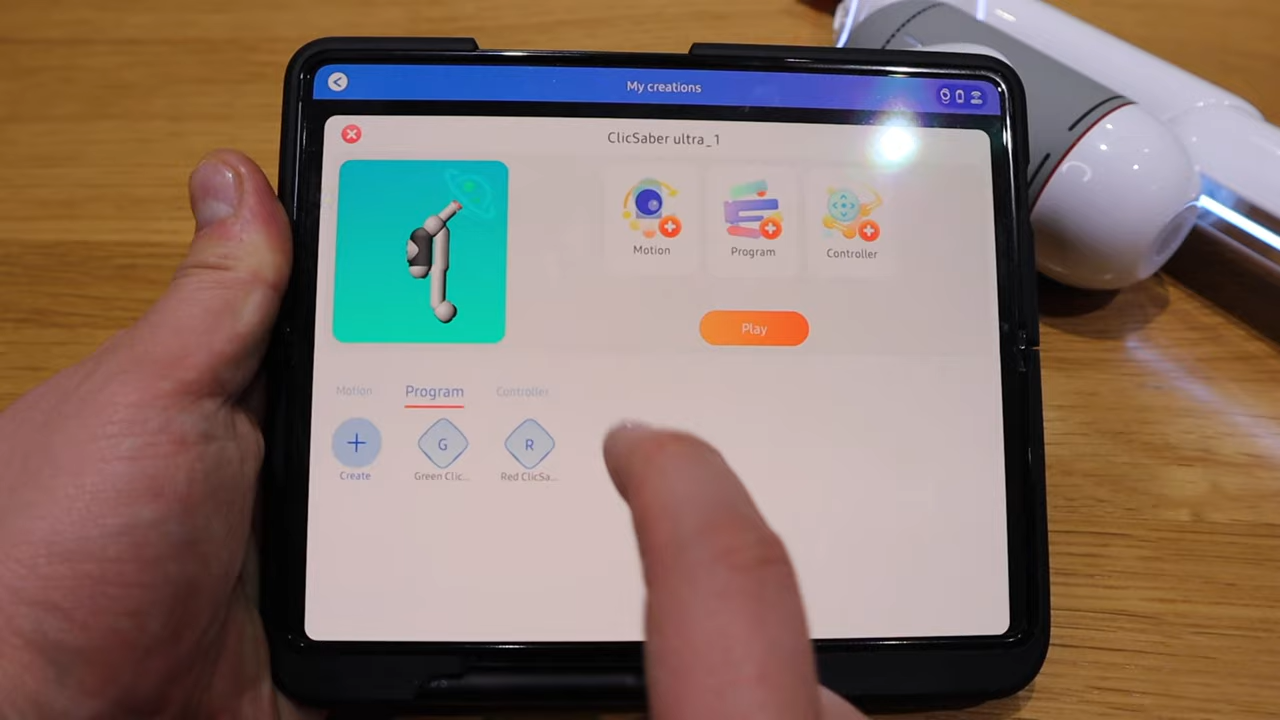 My creations
ClicSaber ultra_1
Motion
Program
Controller
Play
Motion
Program
Controller
Create
G
Green Clic...
R
Red ClicSa...